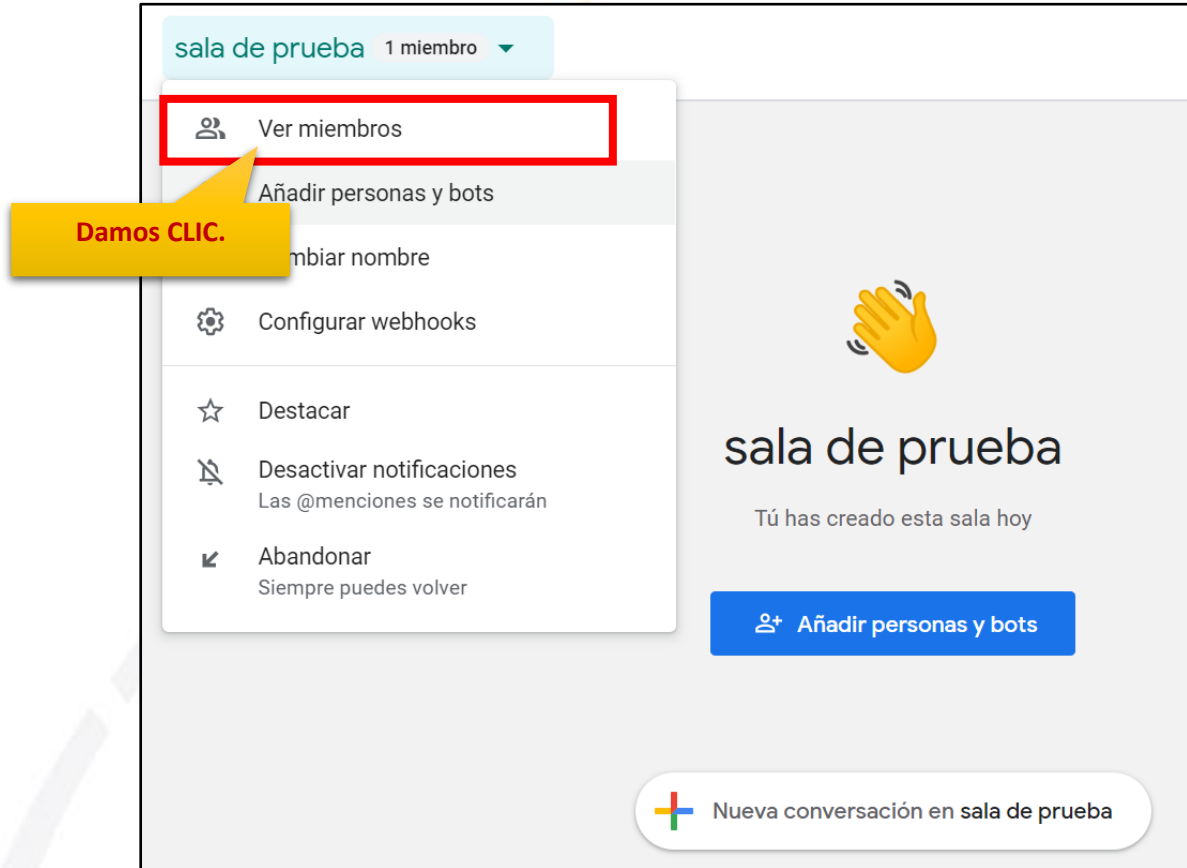 sala de prueba 1 miembro
Ver miembros
Añadir personas y bots
Damos CLIC.
mbiar nombre
Configurar webhooks
Destacar
Desactivar notificaciones
Las @menciones se notificarán
Abandonar
Siempre puedes volver
sala de prueba
Tú has creado esta sala hoy
Añadir personas y bots
Nueva conversación en sala de prueba